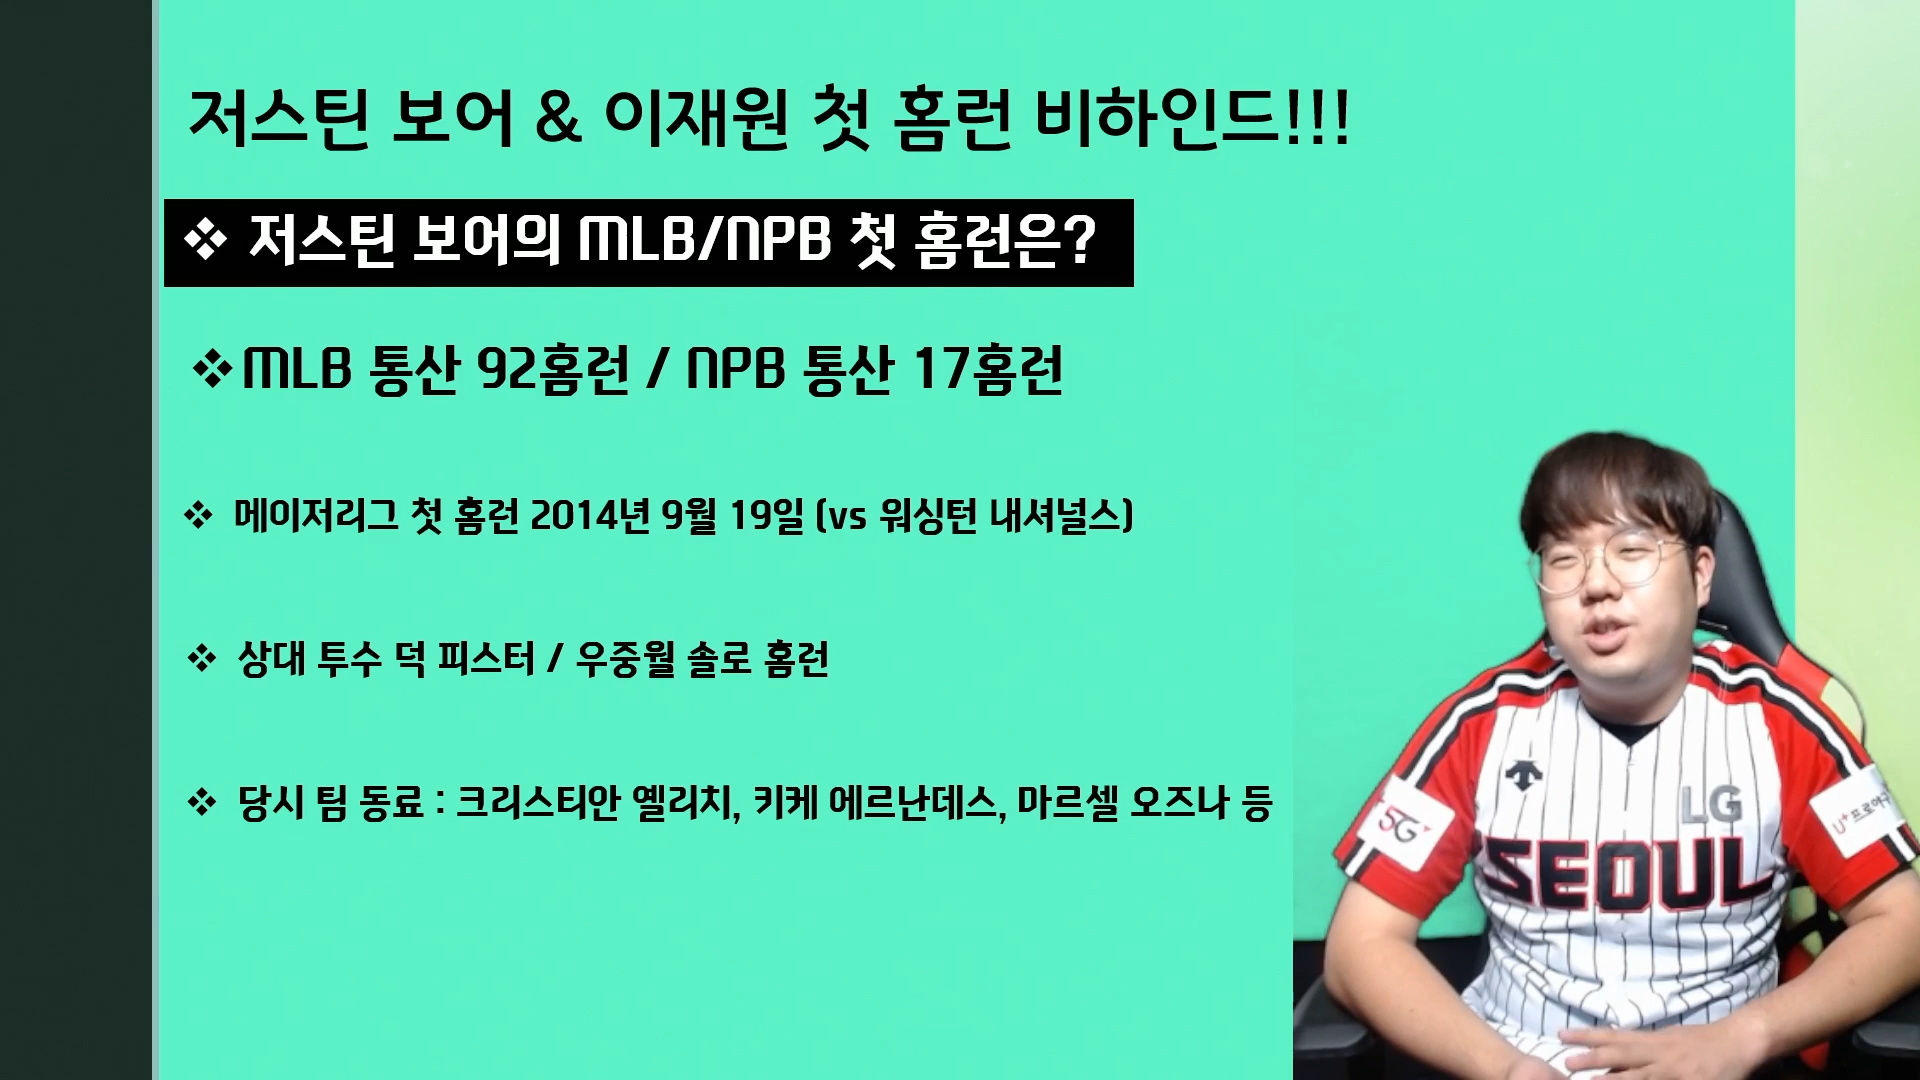 저스틴 보어 & 이재원 첫 홈런 비하인드!!!
❖ 저스틴 보어의 MLB/NPB 첫 홈런은?
❖MLB 통산 92홈런 / NPB 통산 17홈런
❖ 메이저리그 첫 홈런 2014년 9월 19일 (vs 워싱턴 내셔널스)
❖ 상대 투수 덕 피스터 / 우중월 솔로 홈런
❖ 당시 팀 동료 : 크리스티안 옐리치, 키케 에르난데스, 마르셀 오즈나 등
LG
5G
U+프로야구
SEOUL